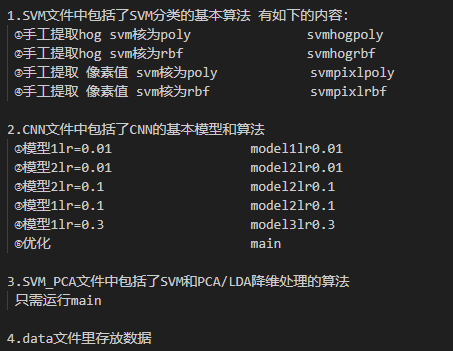 1.SVM文件中包括了SVM分类的基本算法 有如下的内容:
①手工提取hog svm核为poly svmhogpoly
②手工提取hog svm核为rbf svmhogrbf
③手工提取 像素值 svm核为poly svmpixlpoly
④手工提取 像素值 svm核为rbf svmpixlrbf
2.CNN文件中包括了CNN的基本模型和算法
①模型1lr=0.01 model1lr0.01
②模型2lr=0.01 model2lr0.01
③模型2lr=0.1 model2lr0.1
④模型1lr=0.1 model2lr0.1
⑤模型1lr=0.3 model3lr0.3
⑥优化 main
3.SVM_PCA文件中包括了SVM和PCA/LDA降维处理的算法
只需运行main
4.data文件里存放数据